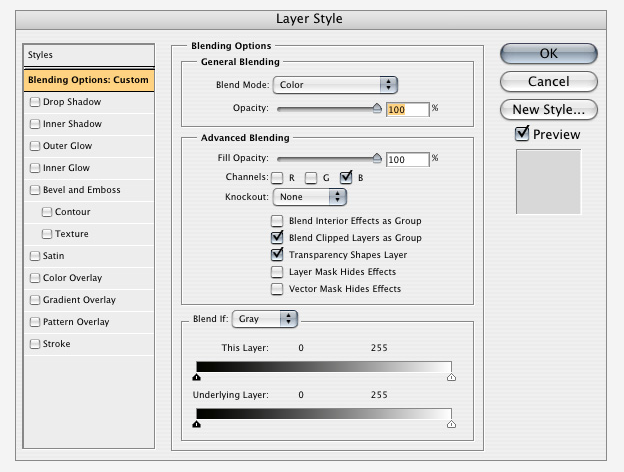 Layer Style
Styles
Blending Options: Custom
Drop Shadow
Inner Shadow
Outer Glow
Inner Glow
Bevel and Emboss
Contour
Texture
Satin
Color Overlay
Gradient Overlay
Pattern Overlay
Stroke
Blending Options
General Blending
Blend Mode: Color
Opacity: 100 %
Advanced Blending
Fill Opacity: 100 %
Channels: R G B
Knockout: None
Blend Interior Effects as Group
Blend Clipped Layers as Group
Transparency Shapes Layer
Layer Mask Hides Effects
Vector Mask Hides Effects
Blend If: Gray
This Layer: 0 255
Underlying Layer: 0 255
OK
Cancel
New Style...
Preview